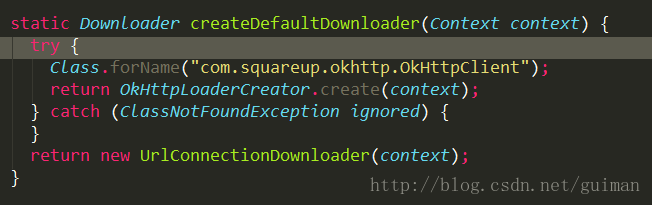 static Downloader createDefaultDownloader(Context context) {
  try {
    Class.forName("com.squareup.okhttp.OkHttpClient");
    return OkHttpLoaderCreator.create(context);
  } catch (ClassNotFoundException ignored) {
  }
  return new UrlConnectionDownloader(context);
}
http://blog.csdn.net/guiman